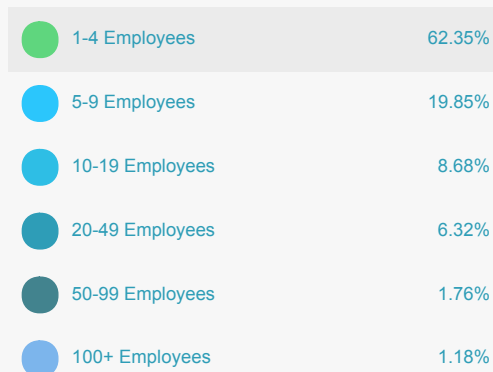 1-4 Employees 62.35%
5-9 Employees 19.85%
10-19 Employees 8.68%
20-49 Employees 6.32%
50-99 Employees 1.76%
100+ Employees 1.18%